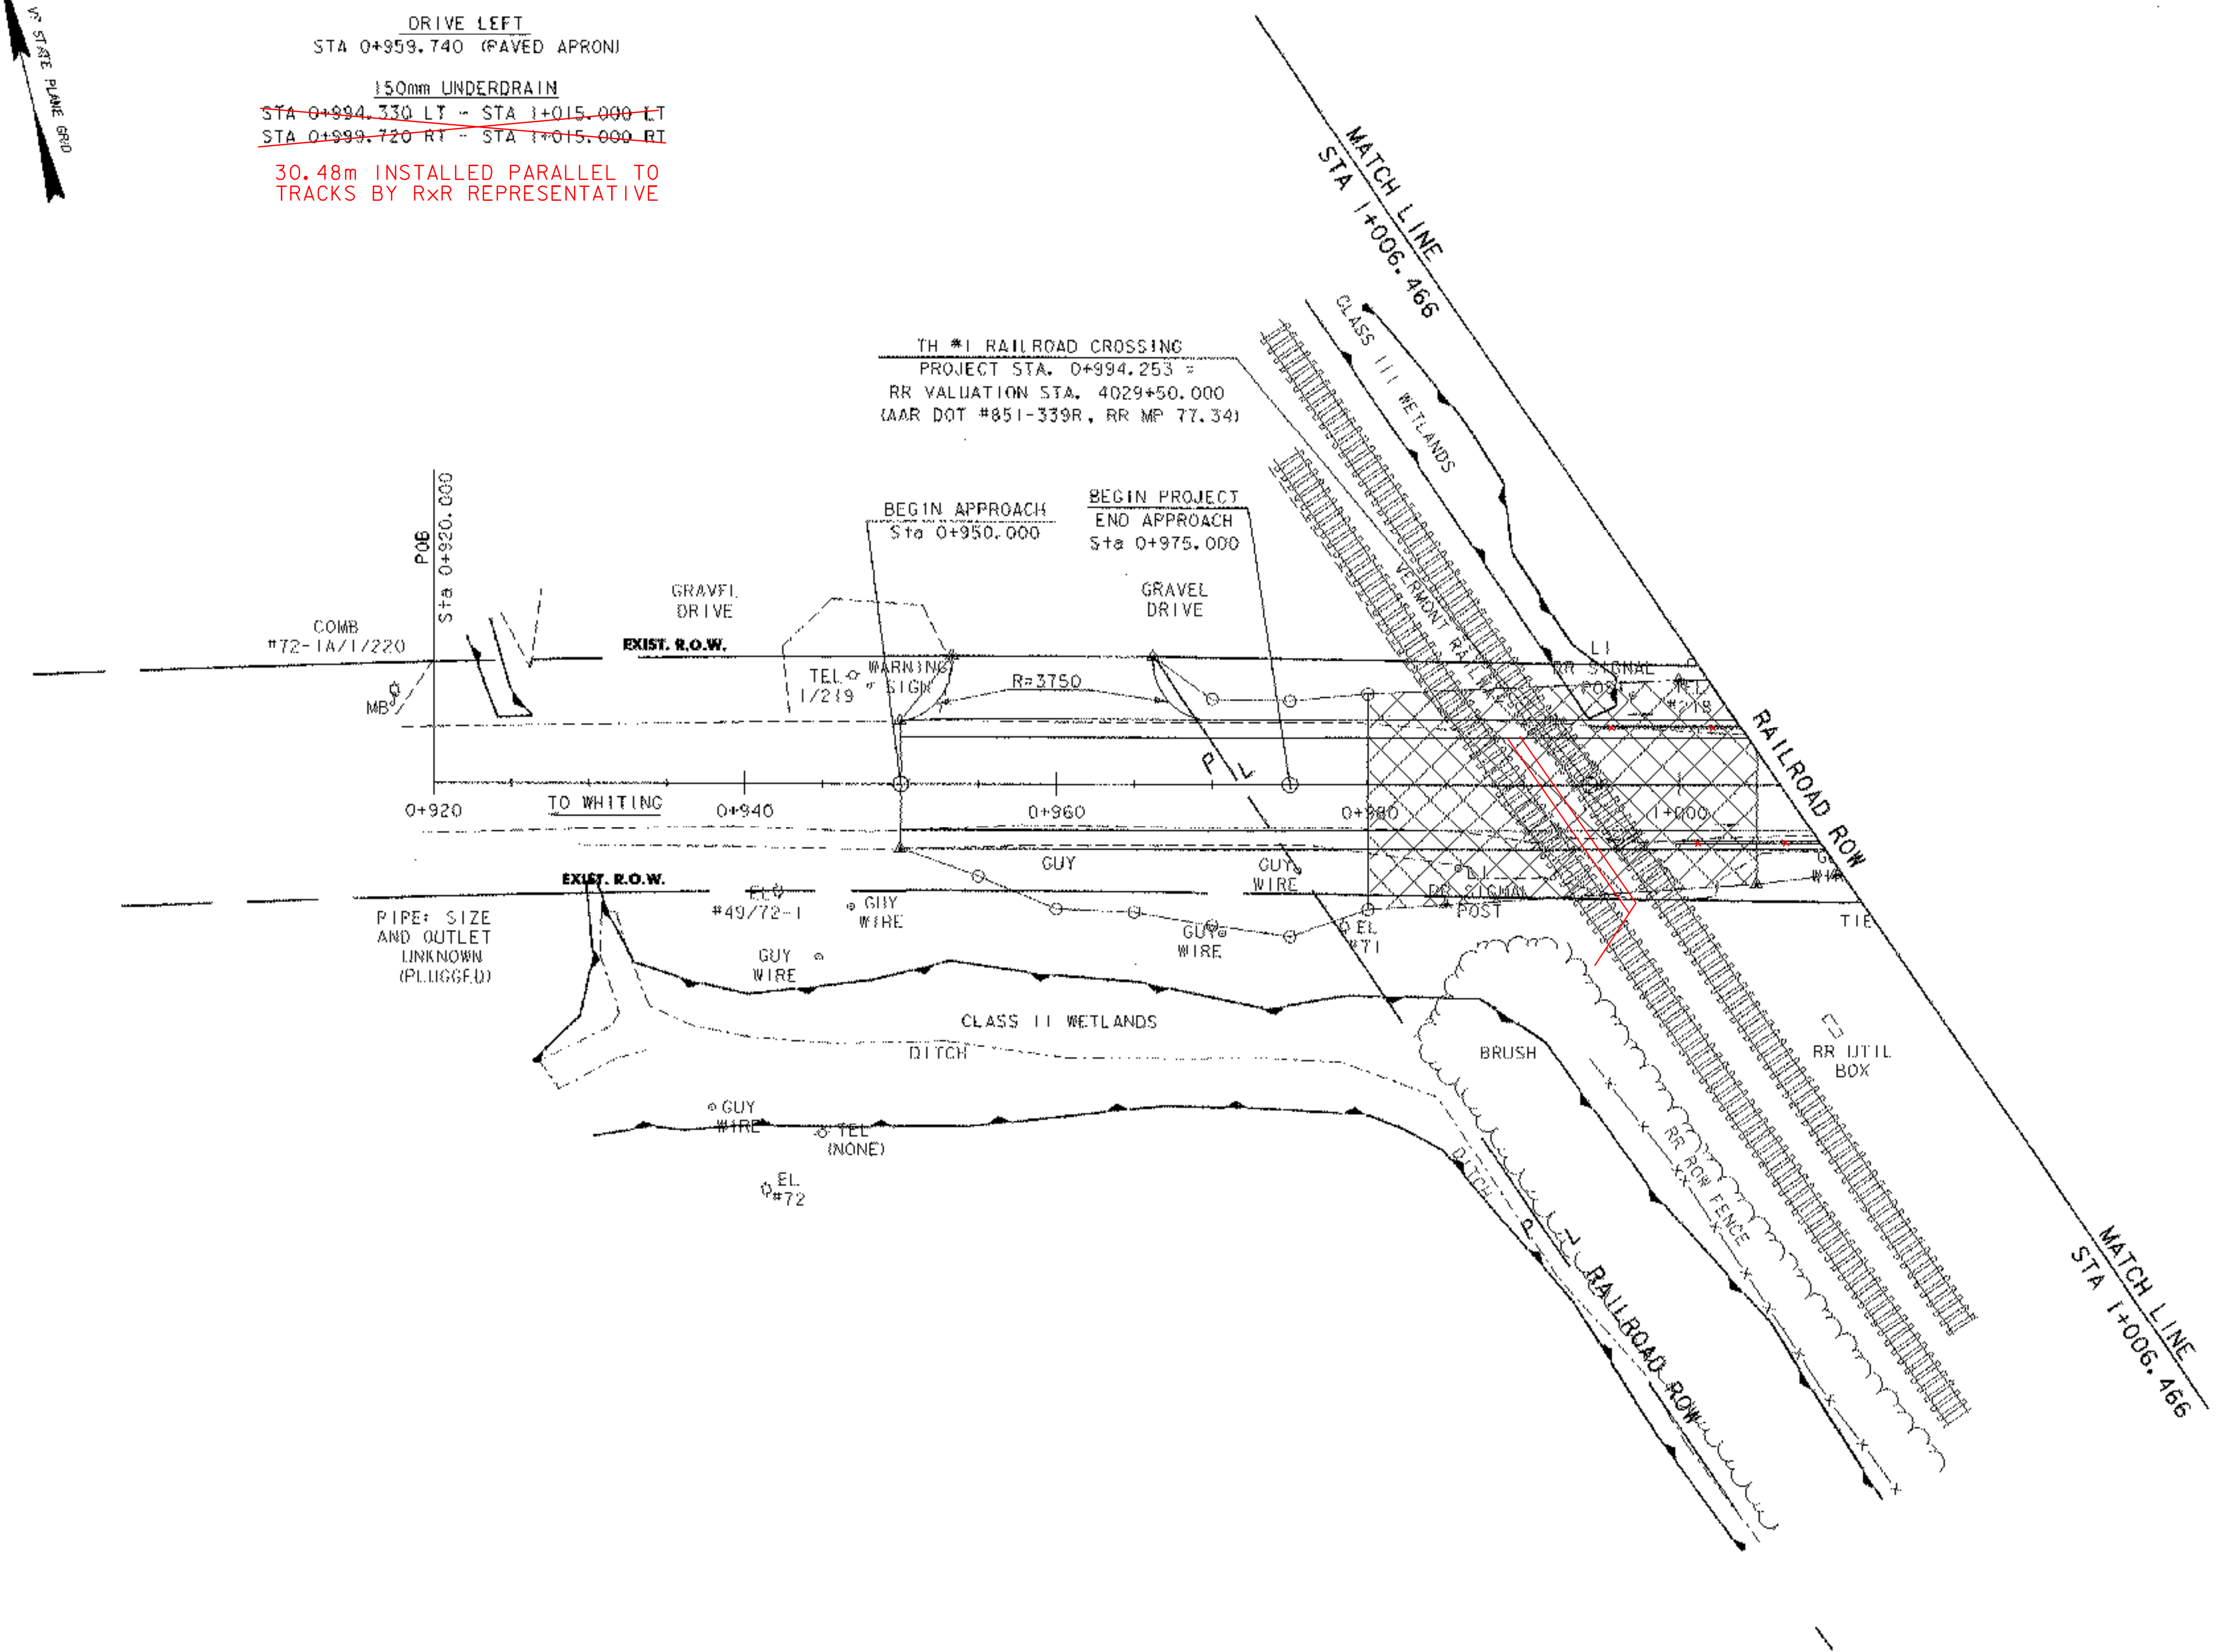 VT STATE PLANE GRID
DRIVE LEFT
STA 0+959.740 (PAVED APRON)
150mm UNDERDRAIN
STA 0+994.330 LT - STA 1+015.000 LT
STA 0+999.720 RT - STA 1+015.000 RT
30.48m INSTALLED PARALLEL TO
TRACKS BY RxR REPRESENTATIVE
MATCH LINE
STA 1+006.466
CLASS III WETLANDS
TH #1 RAILROAD CROSSING
PROJECT STA. 0+994.253 =
RR VALUATION STA. 4029+50.000
(AAR DOT #851-339R, RR MP 77.34)
POB
Sta 0+920.000
BEGIN APPROACH
Sta 0+950.000
BEGIN PROJECT
END APPROACH
Sta 0+975.000
GRAVEL
DRIVE
GRAVEL
DRIVE
VERMONT RAILWAY
COMB
#72-1A/1/220
EXIST. R.O.W.
MB
TEL
1/219
WARNING
SIGN
R=3750
L1
RR SIGNAL
POST
TEL
#218
P L
RAILROAD ROW
0+920
TO WHITING
0+940
0+960
0+980
1+000
GUY
GUY
WIRE
EXIST. R.O.W.
EL
#49/72-1
GUY
WIRE
L1
RR SIGNAL
POST
TIE
PIPE: SIZE
AND OUTLET
UNKNOWN
(PLUGGED)
GUY
WIRE
GUY
WIRE
EL
#71
CLASS II WETLANDS
DITCH
BRUSH
RR UTIL
BOX
GUY
WIRE
TEL
(NONE)
EL
#72
DITCH
RR ROW FENCE
P L
RAILROAD ROW
MATCH LINE
STA 1+006.466